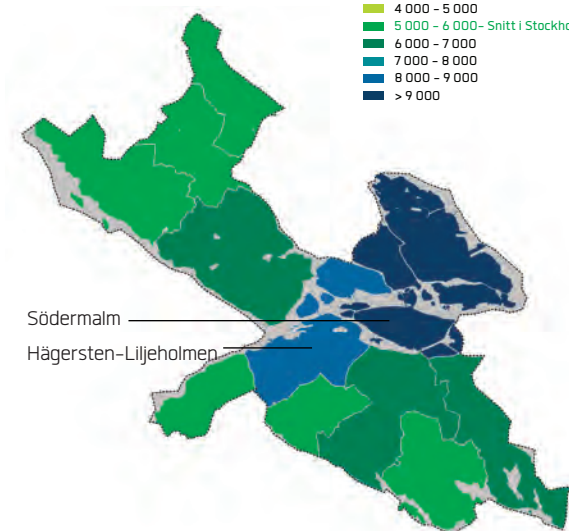 4 000 – 5 000
5 000 – 6 000– Snitt i
6 000 – 7 000
7 000 – 8 000
8 000 – 9 000
> 9 000
Södermalm
Hägersten–Liljeholmen